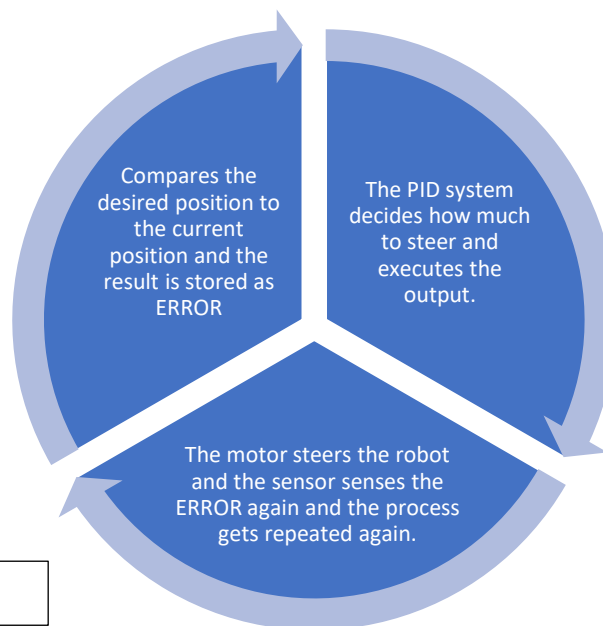 Compares the
desired position to
the current
position and the
result is stored as
ERROR
The PID system
decides how much
to steer and
executes the
output.
The motor steers the robot
and the sensor senses the
ERROR again and the process
gets repeated again.